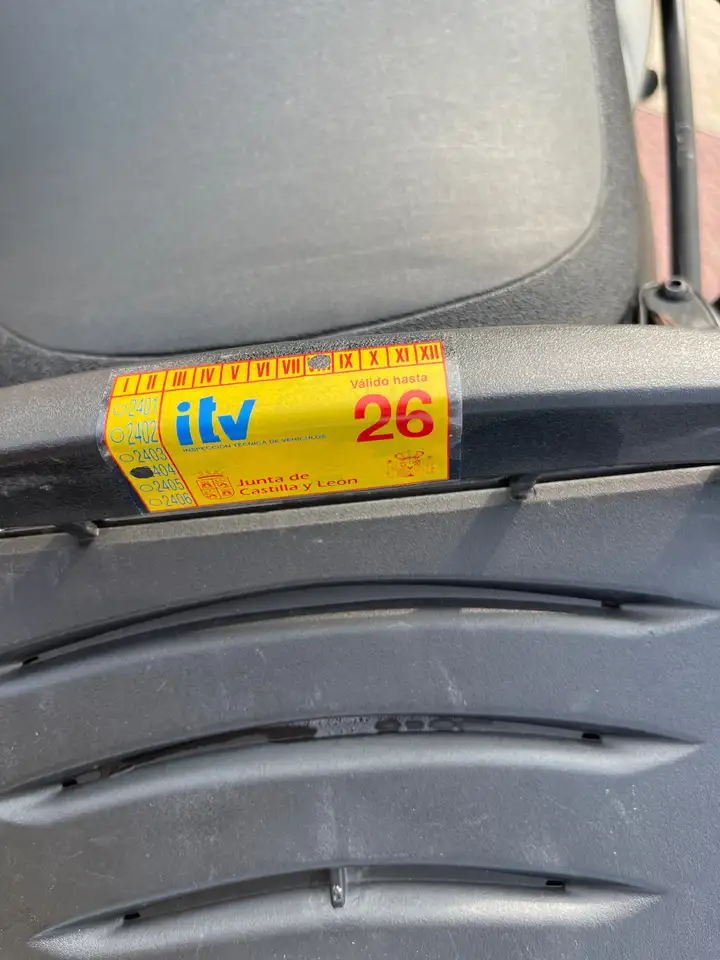 I II III IV V VI VII IX X XI XII
2401
2402
2403
404
2405
2406
itv
INSPECCIÓN TÉCNICA DE VEHÍCULOS
Válido hasta
26
Junta de
Castilla y León